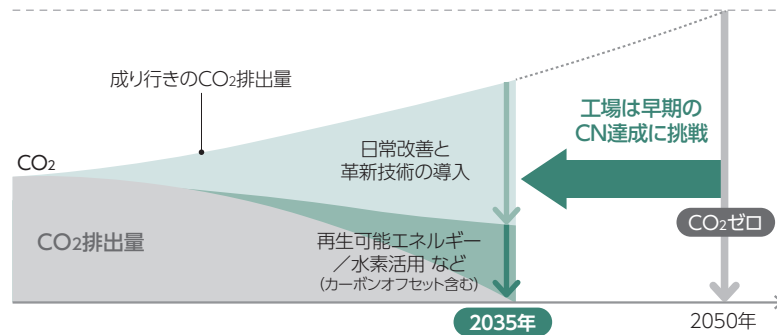 成り行きのCO₂排出量
工場は早期の
CN達成に挑戦
CO₂
日常改善と
革新技術の導入
CO₂排出量
再生可能エネルギー
／水素活用 など
（カーボンオフセット含む）
CO₂ゼロ
2035年
2050年